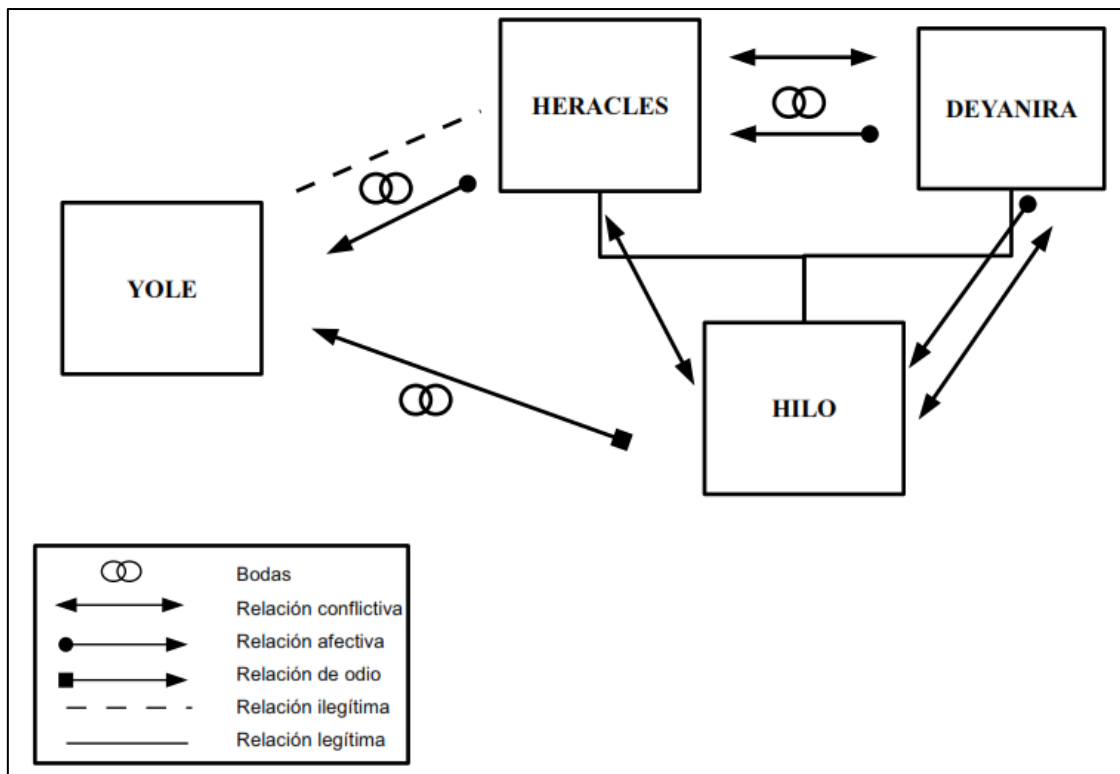 HERACLES
DEYANIRA
YOLE
HILO
Bodas
Relación conflictiva
Relación afectiva
Relación de odio
Relación ilegítima
Relación legítima